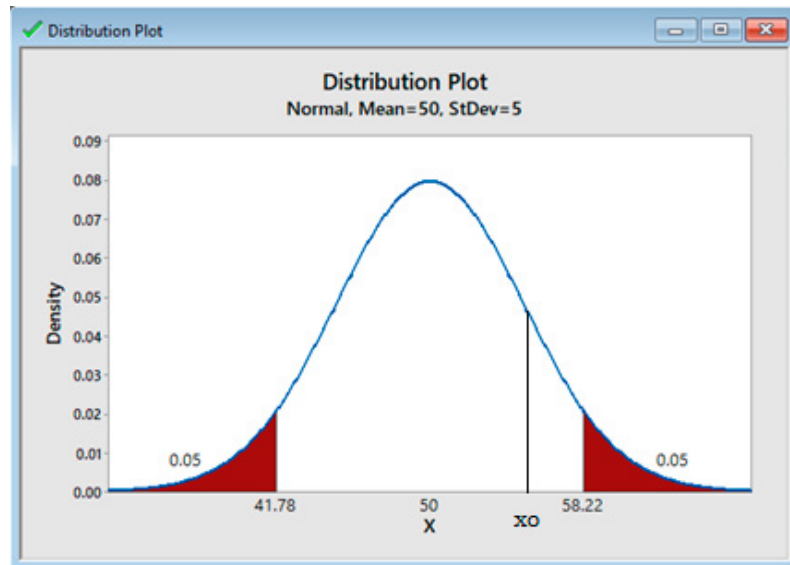 Distribution Plot
Distribution Plot
Normal, Mean=50, StDev=5
0.09
0.08
0.07
0.06
0.05
0.04
0.03
0.02
0.01
0.00
Density
0.05
0.05
41.78
50
58.22
xo
X